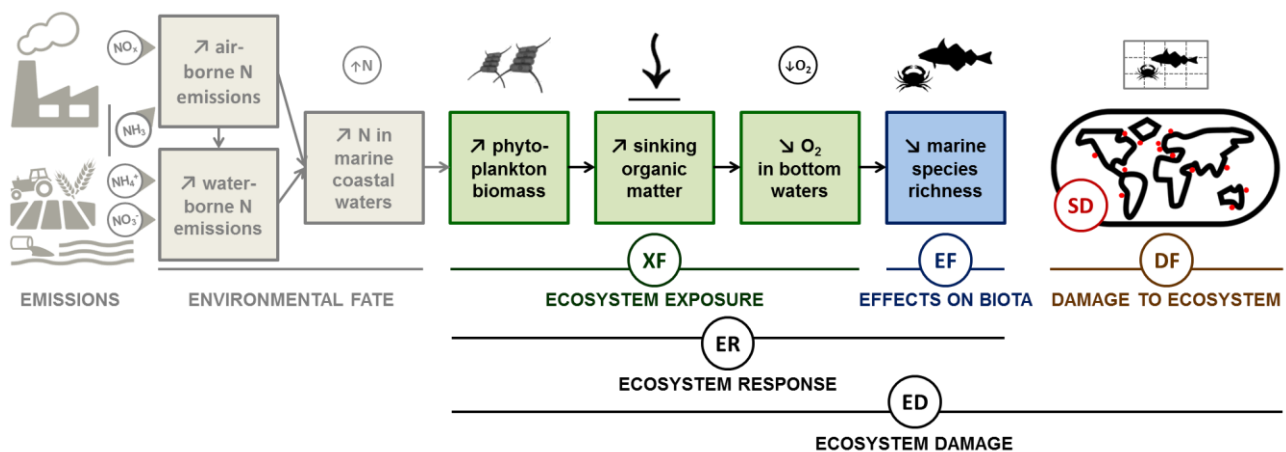 NOₓ
NH₃
NH₄⁺
NO₃⁻
↗ air-
borne N
emissions
↗ water-
borne N
emissions
↑N
↗ N in
marine
coastal
waters
↗ phyto-
plankton
biomass
↗ sinking
organic
matter
↓O₂
↘ O₂
in bottom
waters
↘ marine
species
richness
SD
XF
EF
DF
EMISSIONS
ENVIRONMENTAL FATE
ECOSYSTEM EXPOSURE
EFFECTS ON BIOTA
DAMAGE TO ECOSYSTEM
ER
ECOSYSTEM RESPONSE
ED
ECOSYSTEM DAMAGE